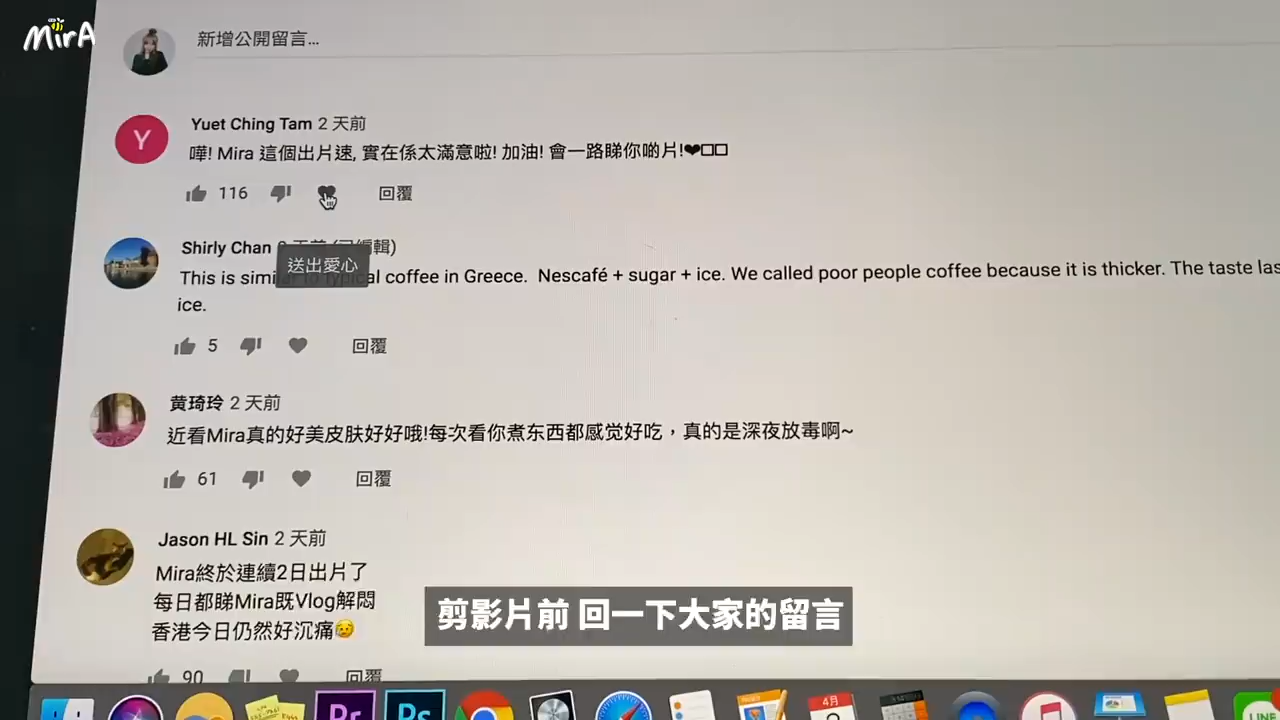 MirA
新增公開留言...
Y
Yuet Ching Tam 2 天前
嘩! Mira 這個出片速, 實在係太滿意啦! 加油! 會一路睇你啲片!❤□□
116
回覆
Shirly Chan
送出愛心
This is coffee in Greece. Nescafé + sugar + ice. We called poor people coffee because it is thicker. The taste
ice.
5
回覆
黄琦玲 2 天前
近看Mira真的好美皮肤好好哦!每次看你煮东西都感觉好吃，真的是深夜放毒啊~
61
回覆
Jason HL Sin 2 天前
Mira終於連續2日出片了
每日都睇Mira既Vlog解悶
香港今日仍然好沉痛😥
剪影片前 回一下大家的留言
90
回覆
Pr
Ps
4月
LINE